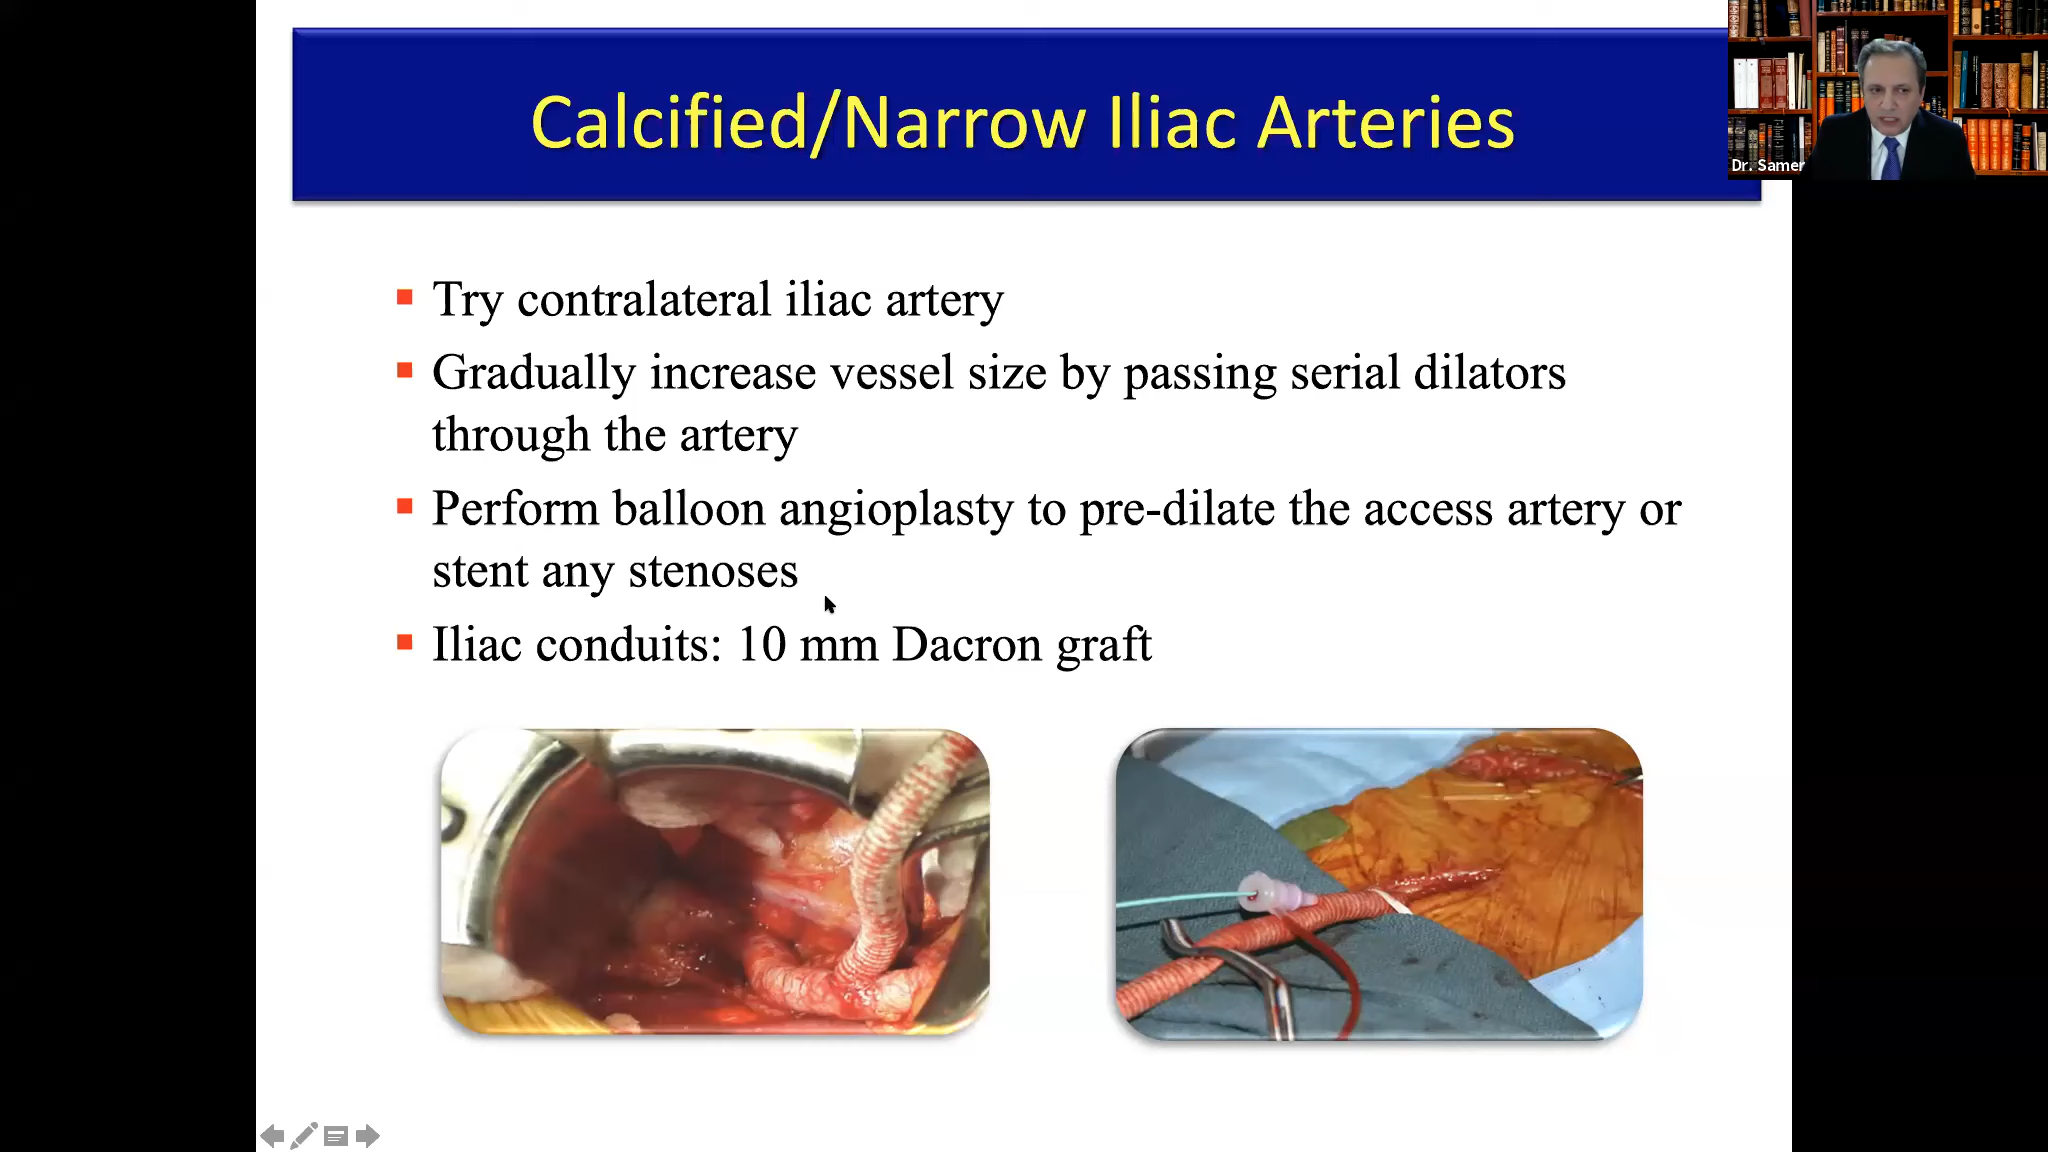 Calcified/Narrow Iliac Arteries
Dr. Samer
▪ Try contralateral iliac artery
▪ Gradually increase vessel size by passing serial dilators
through the artery
▪ Perform balloon angioplasty to pre-dilate the access artery or
stent any stenoses
▪ Iliac conduits: 10 mm Dacron graft